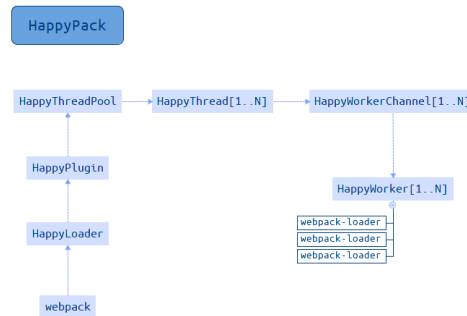 HappyPack
HappyThreadPool
HappyThread[1..N]
HappyWorkerChannel[1..N]
HappyPlugin
HappyWorker[1..N]
webpack-loader
HappyLoader
webpack-loader
webpack-loader
webpack